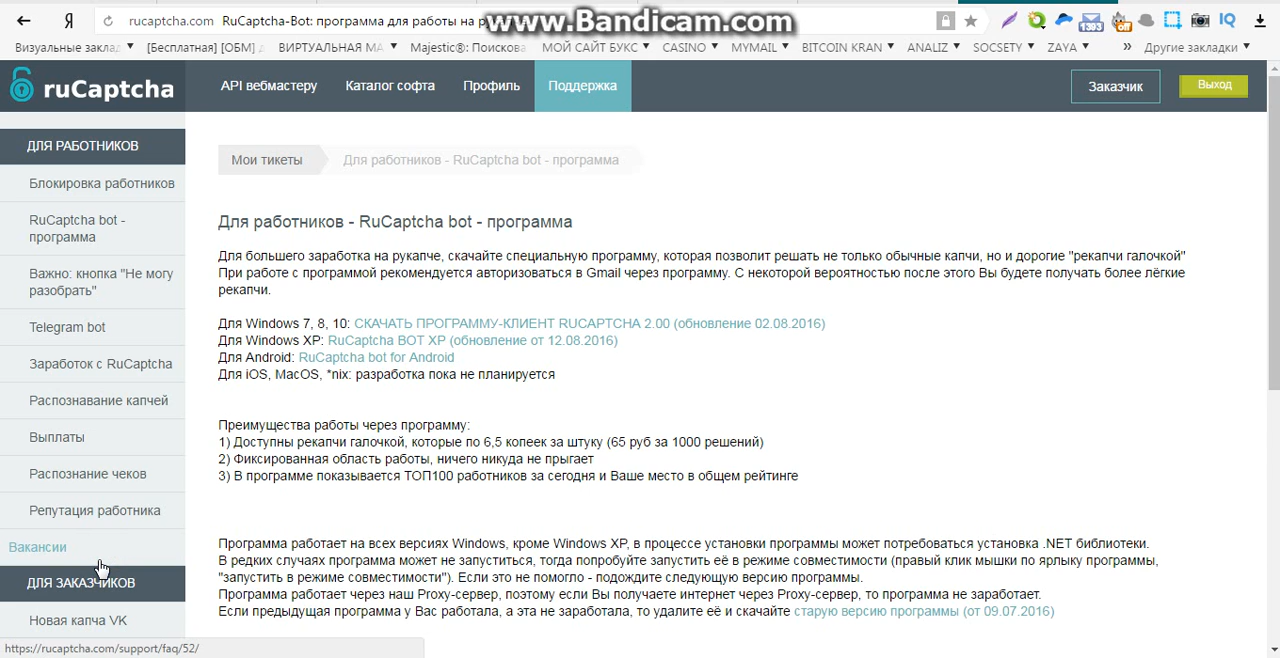 Я
rucaptcha.com RuCaptcha-Bot: программа для работы на
www.Bandicam.com
1393
Off
IQ
Визуальные заклад
[Бесплатная] [ОБМ]
ВИРТУАЛЬНАЯ МА
Majestic®: Поискова
МОЙ САЙТ БУКС
CASINO
MYMAIL
BITCOIN KRAN
ANALIZ
SOCSETY
ZAYA
»
Другие закладки
ruCaptcha
API вебмастеру
Каталог софта
Профиль
Поддержка
Заказчик
Выход
ДЛЯ РАБОТНИКОВ
Блокировка работников
RuCaptcha bot -
программа
Важно: кнопка "Не могу
разобрать"
Telegram bot
Заработок с RuCaptcha
Распознавание капчей
Выплаты
Распознание чеков
Репутация работника
Вакансии
ДЛЯ ЗАКАЗЧИКОВ
Новая капча VK
https://rucaptcha.com/support/faq/52/
Мои тикеты
Для работников - RuCaptcha bot - программа
Для работников - RuCaptcha bot - программа
Для большего заработка на рукапче, скачайте специальную программу, которая позволит решать не только обычные капчи, но и дорогие "рекапчи галочкой"
При работе с программой рекомендуется авторизоваться в Gmail через программу. С некоторой вероятностью после этого Вы будете получать более лёгкие
рекапчи.
Для Windows 7, 8, 10: СКАЧАТЬ ПРОГРАММУ-КЛИЕНТ RUCAPTCHA 2.00 (обновление 02.08.2016)
Для Windows XP: RuCaptcha BOT XP (обновление от 12.08.2016)
Для Android: RuCaptcha bot for Android
Для iOS, MacOS, *nix: разработка пока не планируется
Преимущества работы через программу:
1) Доступны рекапчи галочкой, которые по 6,5 копеек за штуку (65 руб за 1000 решений)
2) Фиксированная область работы, ничего никуда не прыгает
3) В программе показывается ТОП100 работников за сегодня и Ваше место в общем рейтинге
Программа работает на всех версиях Windows, кроме Windows XP, в процессе установки программы может потребоваться установка .NET библиотеки.
В редких случаях программа может не запуститься, тогда попробуйте запустить её в режиме совместимости (правый клик мышки по ярлыку программы,
"запустить в режиме совместимости"). Если это не помогло - подождите следующую версию программы.
Программа работает через наш Proxy-сервер, поэтому если Вы получаете интернет через Proxy-сервер, то программа не заработает.
Если предыдущая программа у Вас работала, а эта не заработала, то удалите её и скачайте старую версию программы (от 09.07.2016)